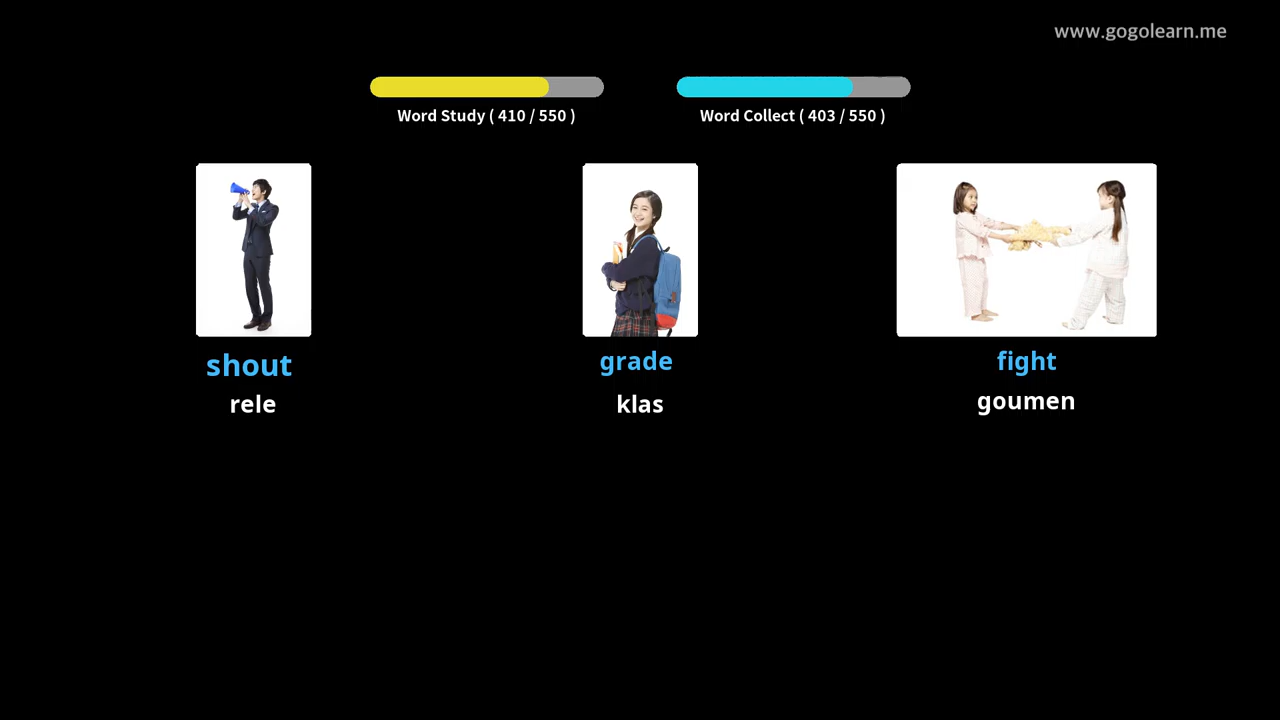 www.gogolearn.me
Word Study ( 410 / 550 )
Word Collect ( 403 / 550 )
shout
rele
grade
klas
fight
goumen